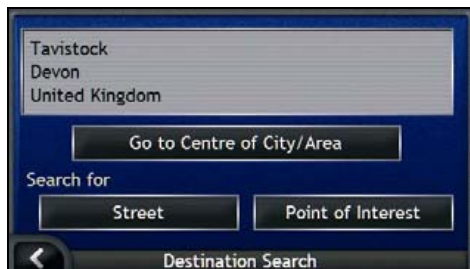 Tavistock
Devon
United Kingdom
Go to Centre of City/Area
Search for
Street Point of Interest
Destination Search